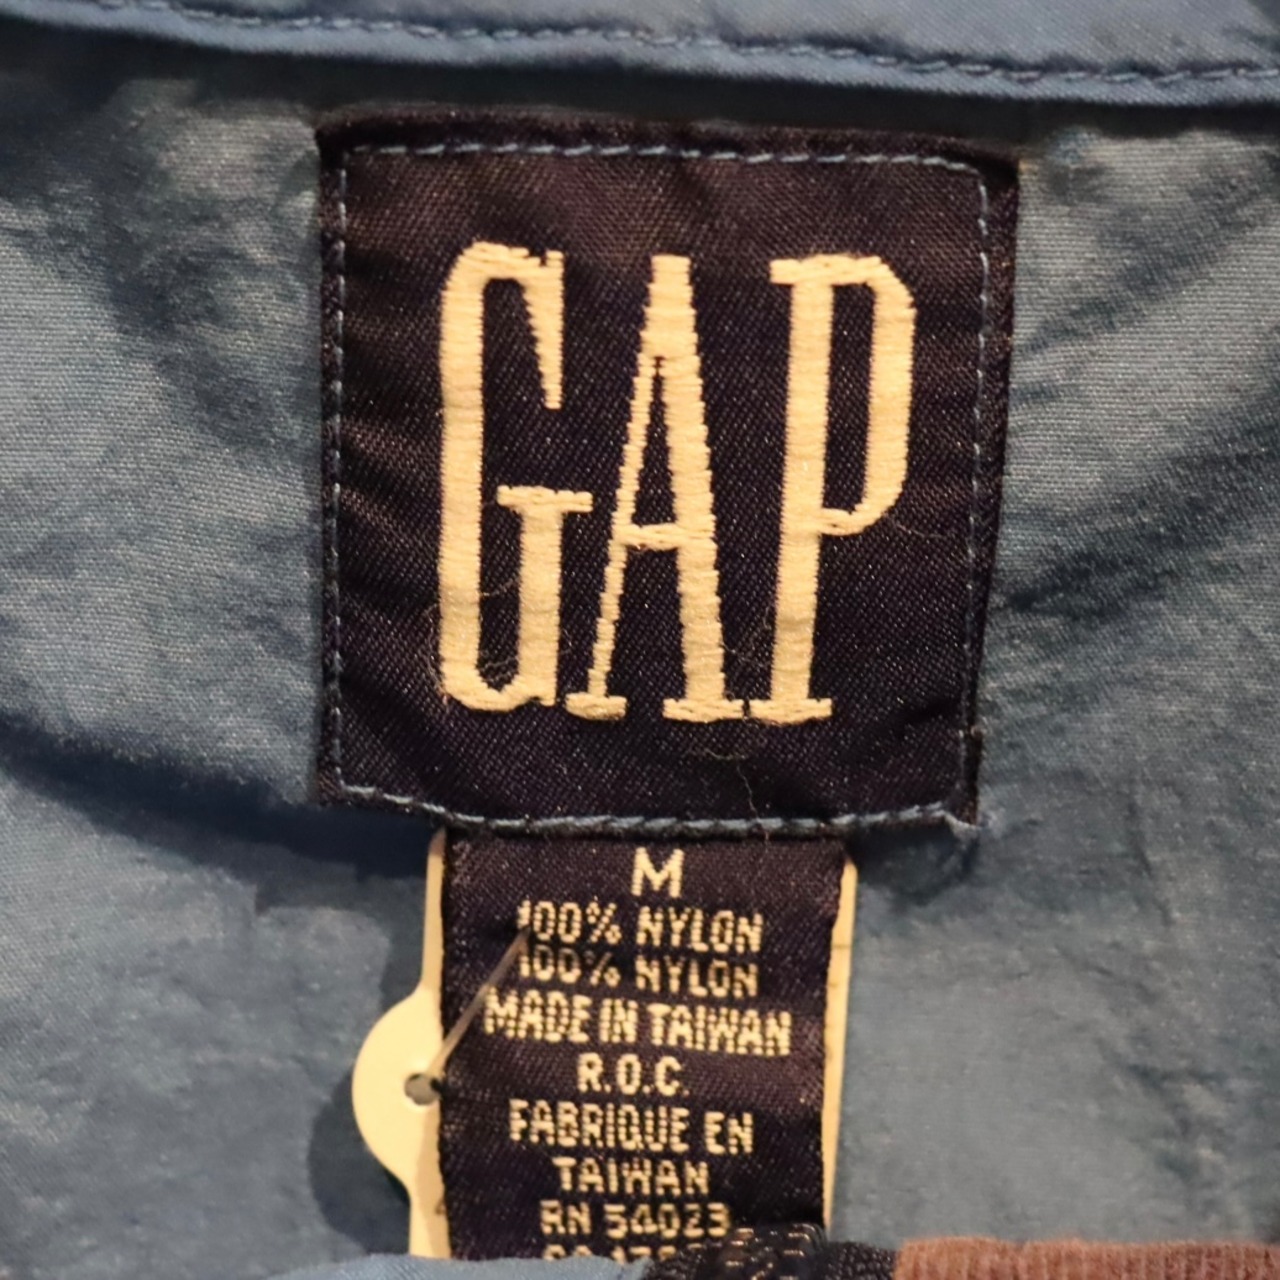 GAP
M
100% NYLON
100% NYLON
MADE IN TAIWAN
R.O.C.
FABRIQUE EN
TAIWAN
RN 54023